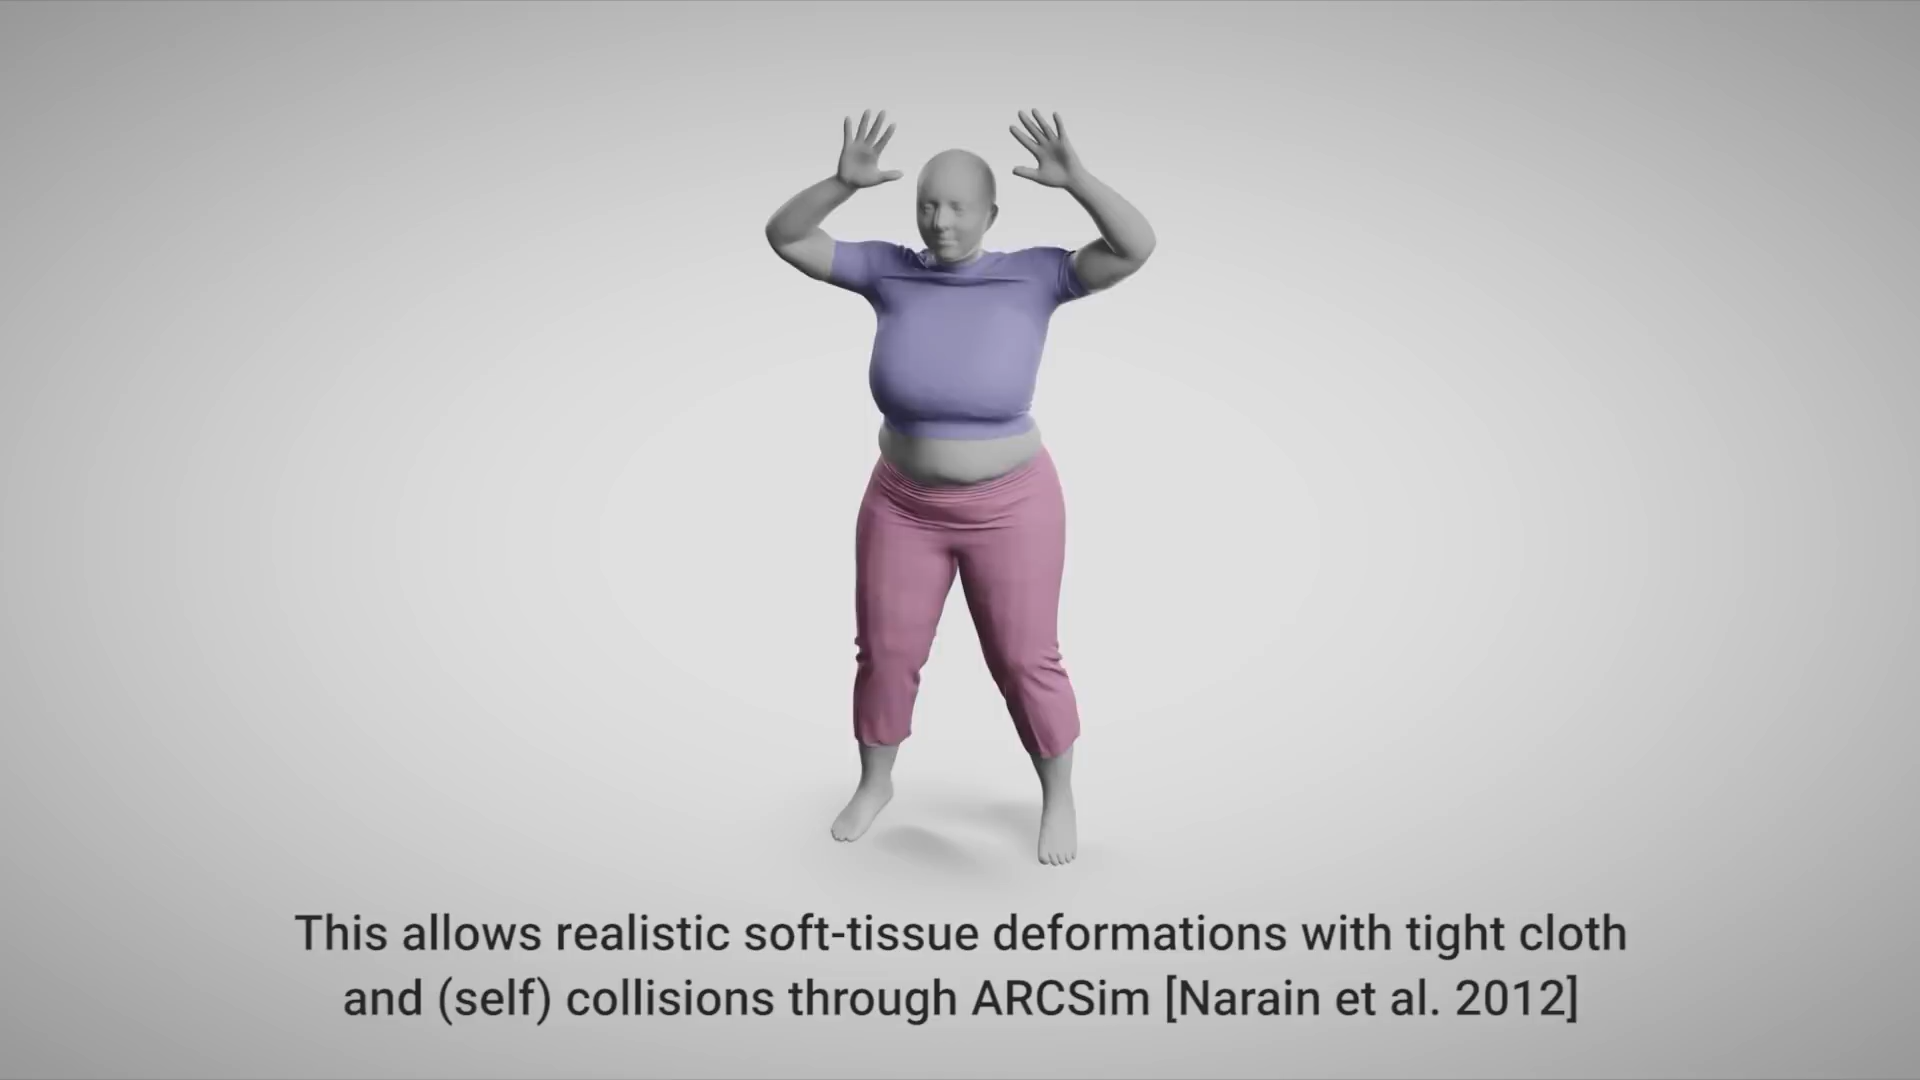 This allows realistic soft-tissue deformations with tight cloth
and (self) collisions through ARCSim [Narain et al. 2012]